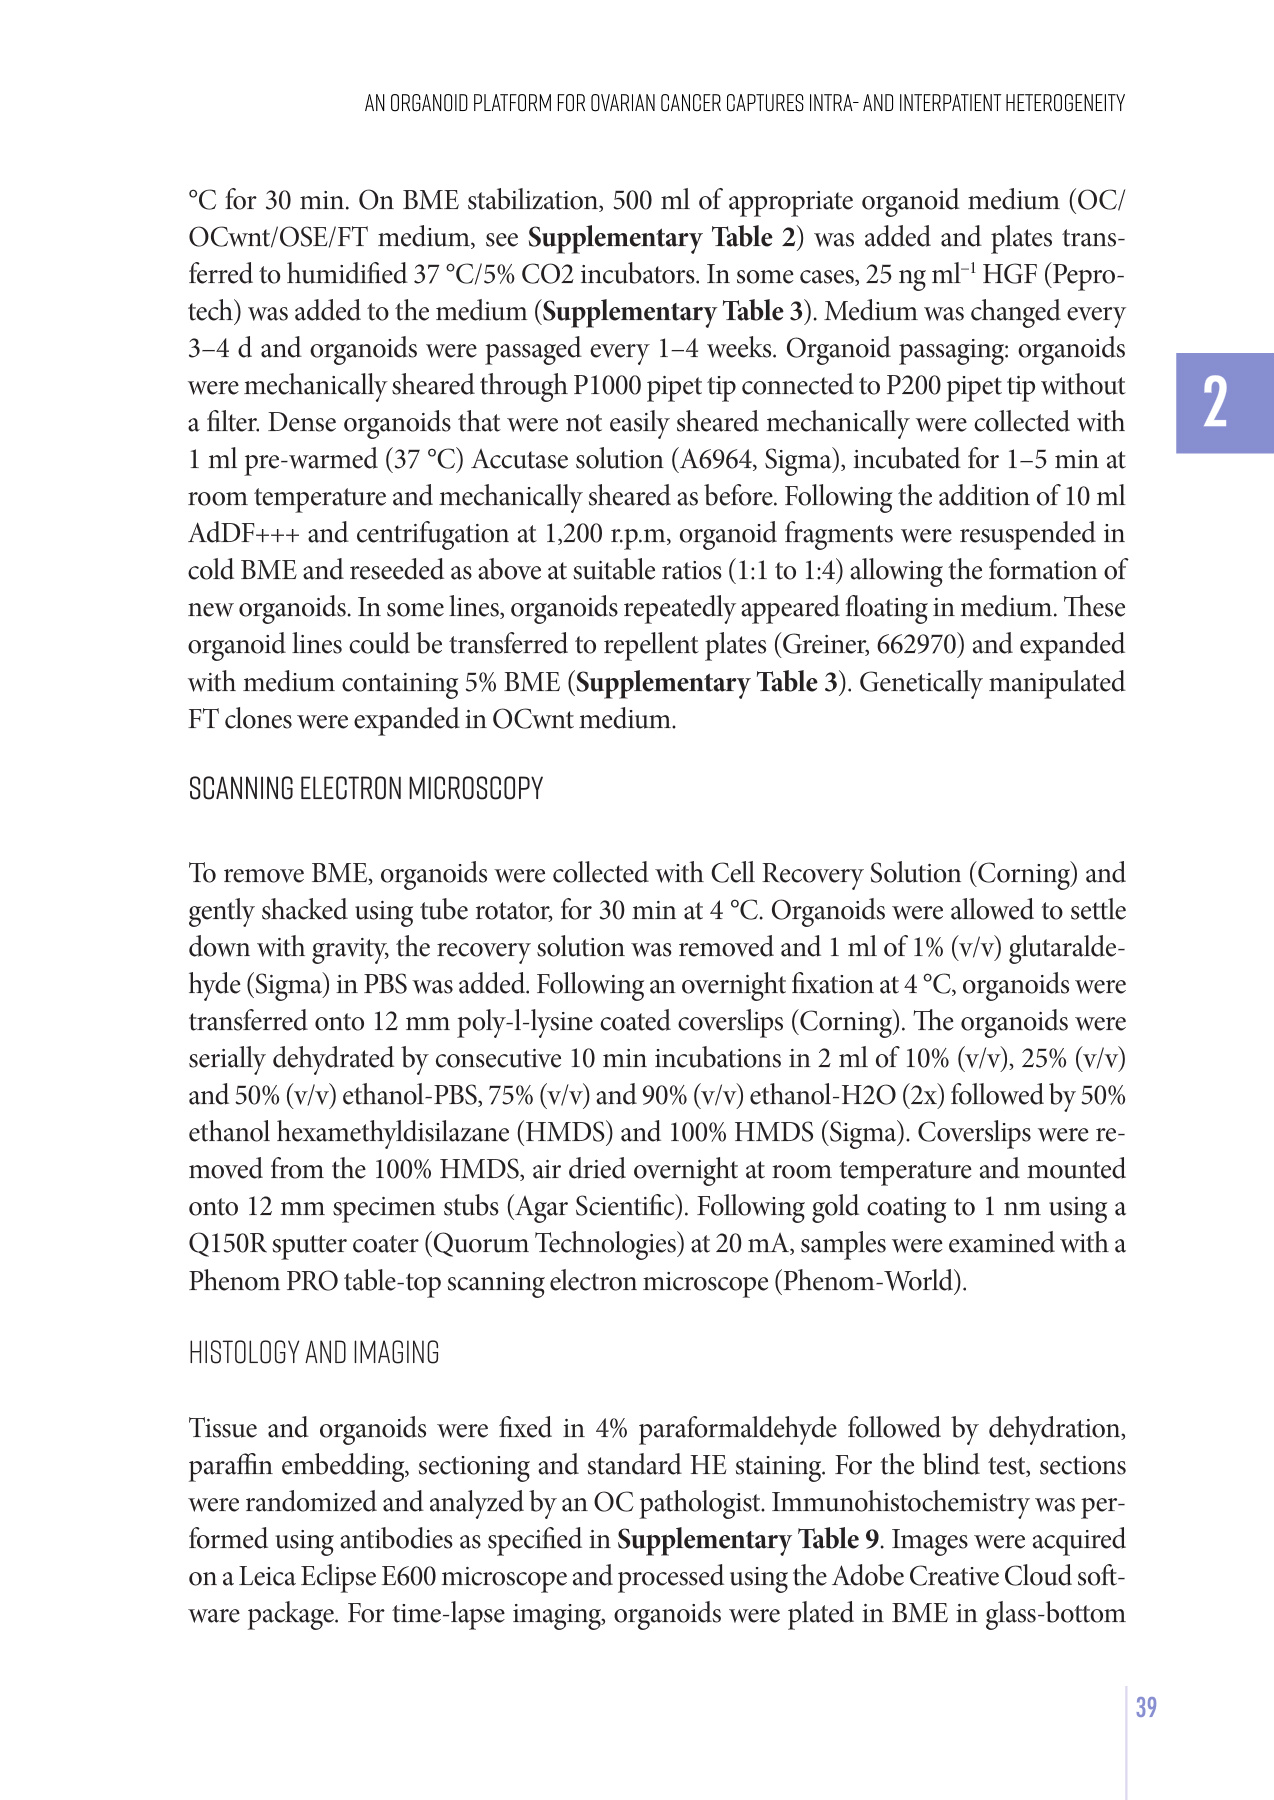 AN ORGANOID PLATFORM FOR OVARIAN CANCER CAPTURES INTRA- AND INTERPATIENT HETEROGENEITY
°C for 30 min. On BME stabilization, 500 ml of appropriate organoid medium (OC/
OCwnt/OSE/FT medium, see Supplementary Table 2) was added and plates trans-
ferred to humidified 37 °C/5% CO2 incubators. In some cases, 25 ng ml⁻¹ HGF (Pepro-
tech) was added to the medium (Supplementary Table 3). Medium was changed every
3–4 d and organoids were passaged every 1–4 weeks. Organoid passaging: organoids
were mechanically sheared through P1000 pipet tip connected to P200 pipet tip without
a filter. Dense organoids that were not easily sheared mechanically were collected with
1 ml pre-warmed (37 °C) Accutase solution (A6964, Sigma), incubated for 1–5 min at
room temperature and mechanically sheared as before. Following the addition of 10 ml
AdDF+++ and centrifugation at 1,200 r.p.m, organoid fragments were resuspended in
cold BME and reseeded as above at suitable ratios (1:1 to 1:4) allowing the formation of
new organoids. In some lines, organoids repeatedly appeared floating in medium. These
organoid lines could be transferred to repellent plates (Greiner, 662970) and expanded
with medium containing 5% BME (Supplementary Table 3). Genetically manipulated
FT clones were expanded in OCwnt medium.
2
SCANNING ELECTRON MICROSCOPY
To remove BME, organoids were collected with Cell Recovery Solution (Corning) and
gently shacked using tube rotator, for 30 min at 4 °C. Organoids were allowed to settle
down with gravity, the recovery solution was removed and 1 ml of 1% (v/v) glutaralde-
hyde (Sigma) in PBS was added. Following an overnight fixation at 4 °C, organoids were
transferred onto 12 mm poly-l-lysine coated coverslips (Corning). The organoids were
serially dehydrated by consecutive 10 min incubations in 2 ml of 10% (v/v), 25% (v/v)
and 50% (v/v) ethanol-PBS, 75% (v/v) and 90% (v/v) ethanol-H2O (2x) followed by 50%
ethanol hexamethyldisilazane (HMDS) and 100% HMDS (Sigma). Coverslips were re-
moved from the 100% HMDS, air dried overnight at room temperature and mounted
onto 12 mm specimen stubs (Agar Scientific). Following gold coating to 1 nm using a
Q150R sputter coater (Quorum Technologies) at 20 mA, samples were examined with a
Phenom PRO table-top scanning electron microscope (Phenom-World).
HISTOLOGY AND IMAGING
Tissue and organoids were fixed in 4% paraformaldehyde followed by dehydration,
paraffin embedding, sectioning and standard HE staining. For the blind test, sections
were randomized and analyzed by an OC pathologist. Immunohistochemistry was per-
formed using antibodies as specified in Supplementary Table 9. Images were acquired
on a Leica Eclipse E600 microscope and processed using the Adobe Creative Cloud soft-
ware package. For time-lapse imaging, organoids were plated in BME in glass-bottom
39